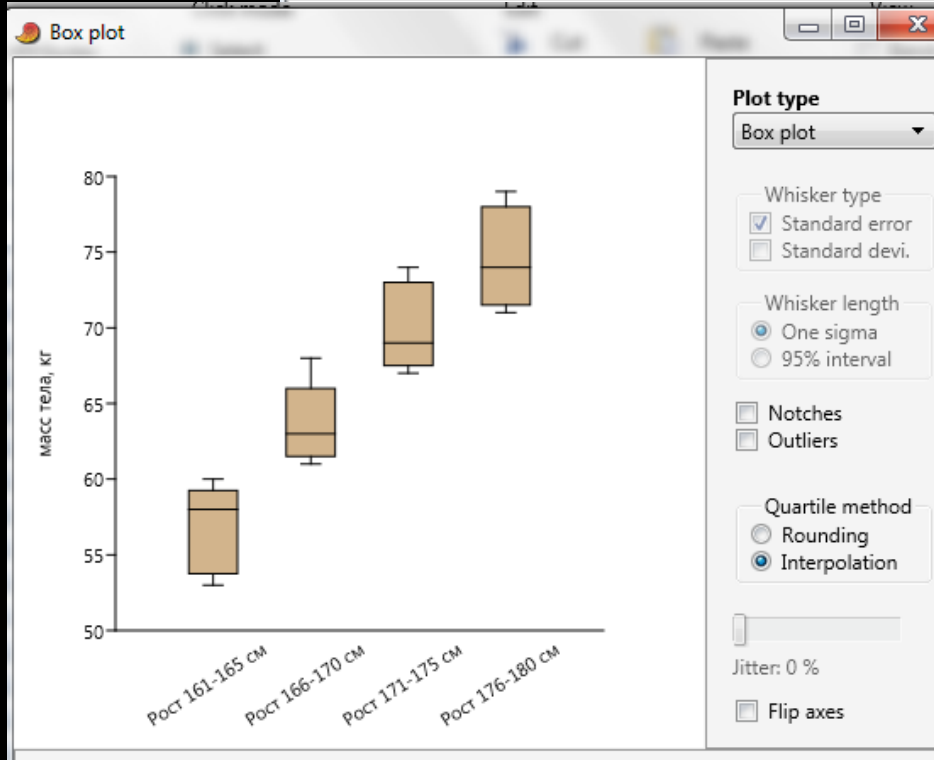 Box plot
Plot type
Box plot
Whisker type
Standard error
Standard devi.
Whisker length
One sigma
95% interval
Notches
Outliers
Quartile method
Rounding
Interpolation
Jitter: 0 %
Flip axes
масс тела, кг
80
75
70
65
60
55
50
Рост 161-165 см
Рост 166-170 см
Рост 171-175 см
Рост 176-180 см